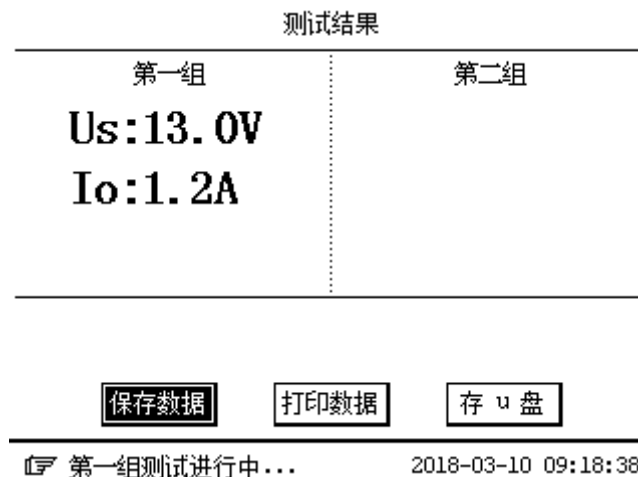 测试结果
第一组 第二组
Us:13.0V
Io:1.2A
保存数据 打印数据 存 u 盘
第一组测试进行中... 2018-03-10 09:18:38